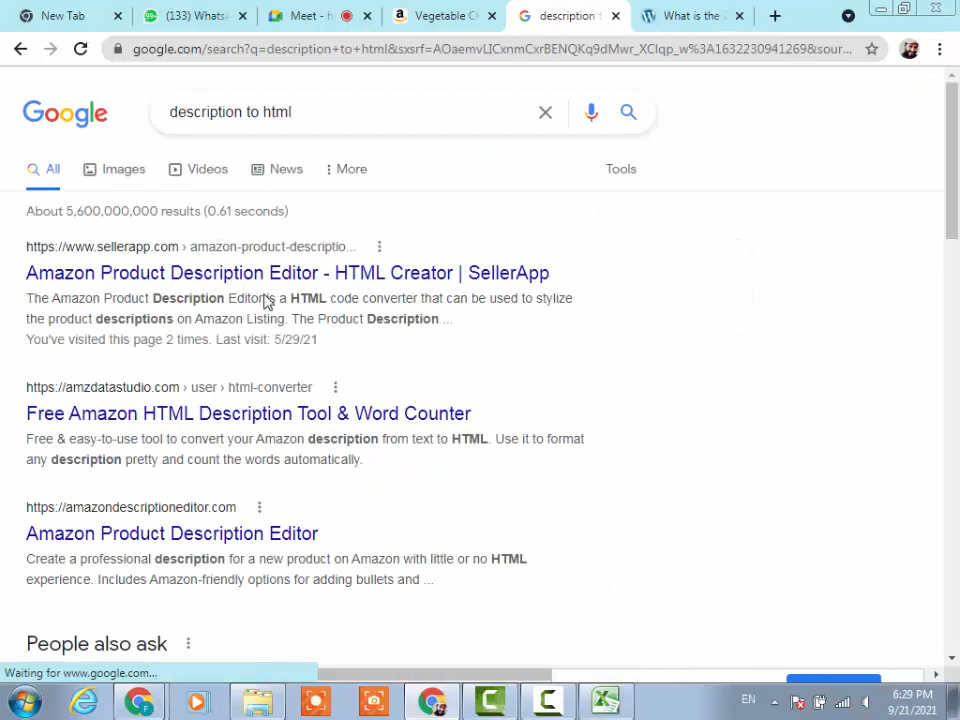 New Tab
(133) Whats
Meet - h
Vegetable C
description t
What is the
google.com/search?q=description+to+html&sxsrf=AOaemvLICxnmCxrBENQKq9dMwr_XCIqp_w%3A1632230941269&sour...
Google
description to html
All
Images
Videos
News
More
Tools
About 5,600,000,000 results (0.61 seconds)
https://www.sellerapp.com › amazon-product-descriptio...
Amazon Product Description Editor - HTML Creator | SellerApp
The Amazon Product Description Editor is a HTML code converter that can be used to stylize
the product descriptions on Amazon Listing. The Product Description ...
You've visited this page 2 times. Last visit: 5/29/21
https://amzdatastudio.com › user › html-converter
Free Amazon HTML Description Tool & Word Counter
Free & easy-to-use tool to convert your Amazon description from text to HTML. Use it to format
any description pretty and count the words automatically.
https://amazondescriptioneditor.com
Amazon Product Description Editor
Create a professional description for a new product on Amazon with little or no HTML
experience. Includes Amazon-friendly options for adding bullets and ...
People also ask
Waiting for www.google.com...
EN
6:29 PM
9/21/2021